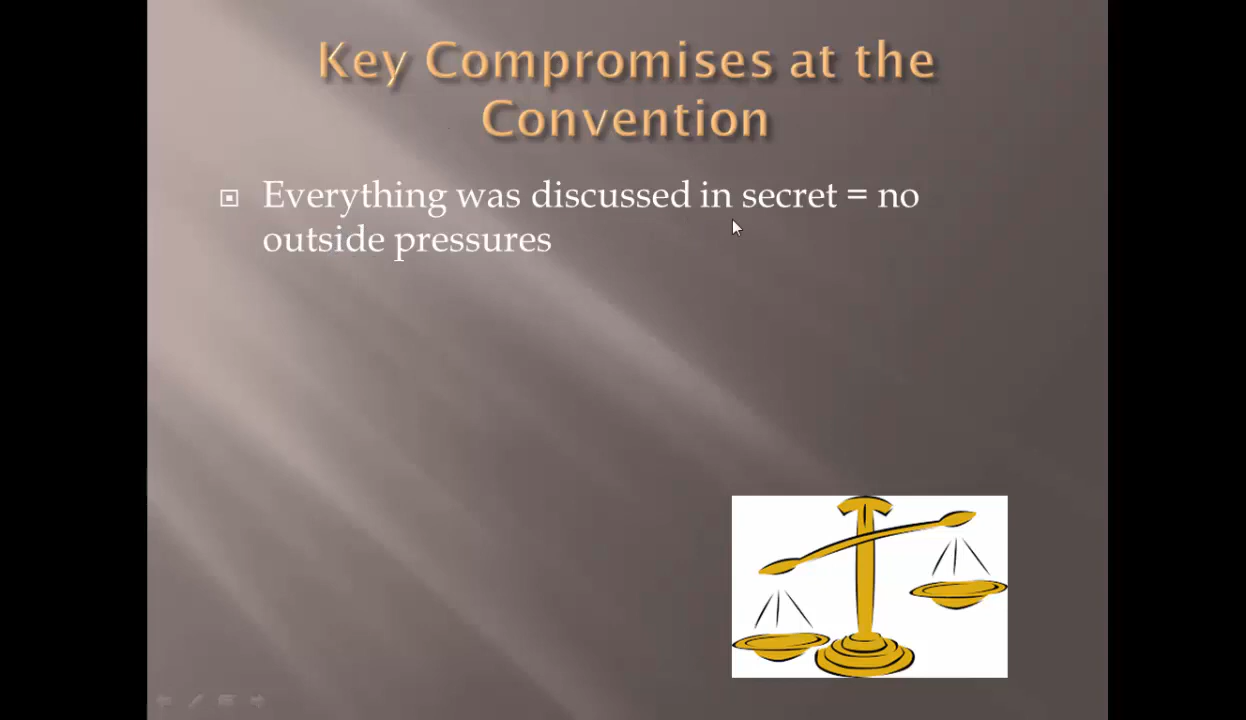 Key Compromises at the
Convention
Everything was discussed in secret = no
outside pressures